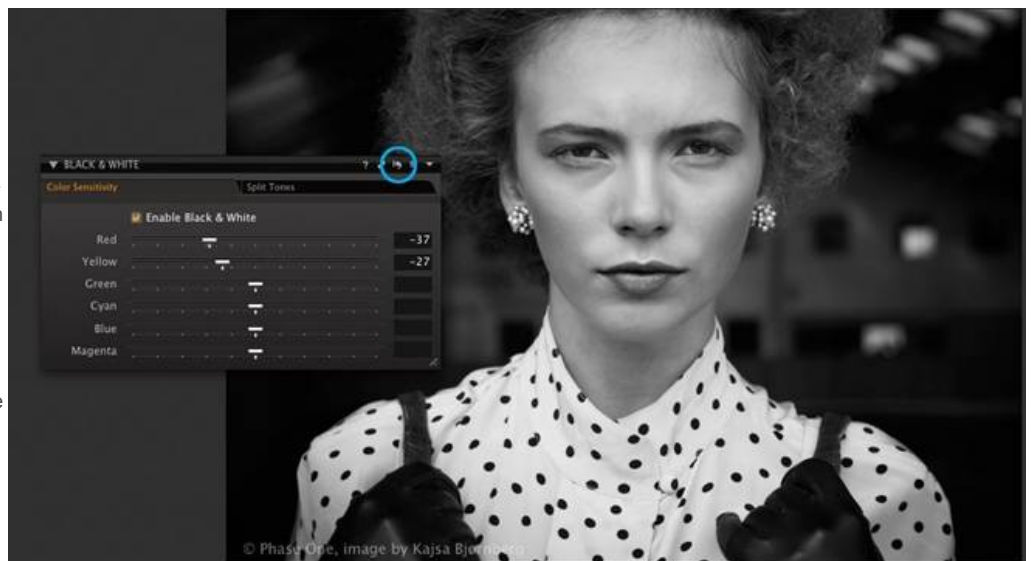 BLACK & WHITE ?
Color Sensitivity Split Tones
Enable Black & White
Red -37
Yellow -27
Green
Cyan
Blue
Magenta
© Phase One, image by Kajsa